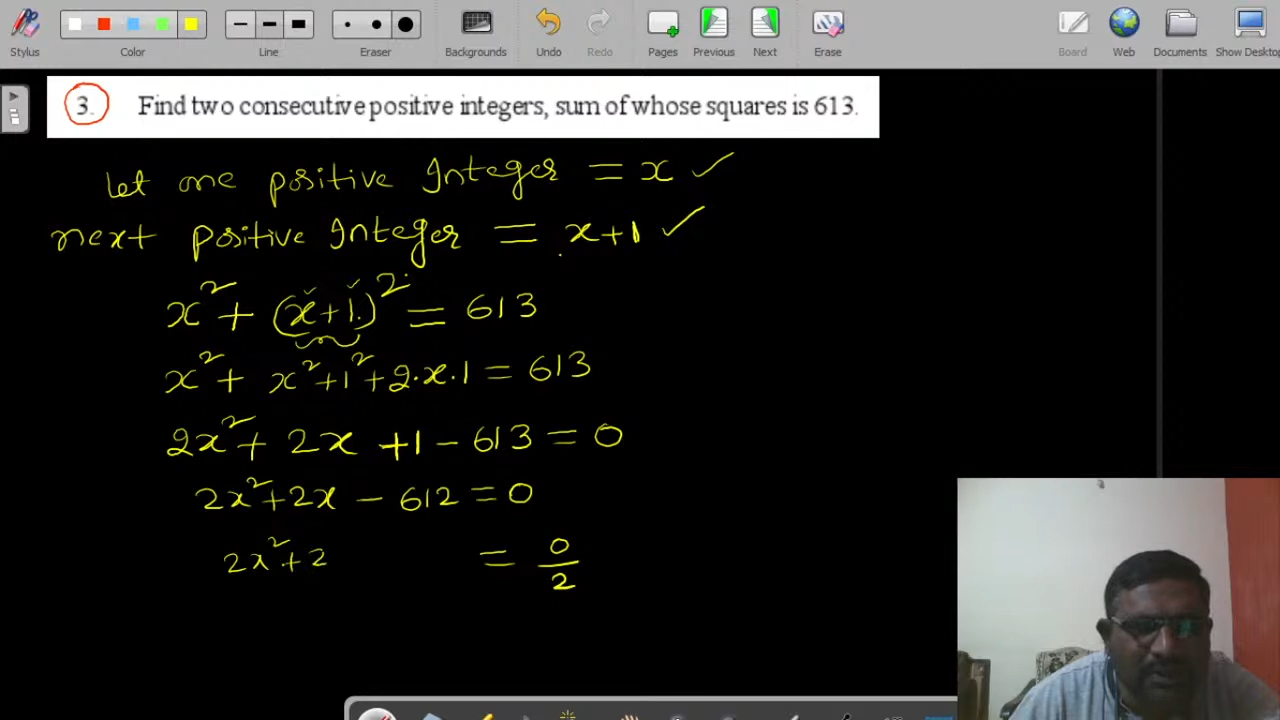 Stylus Color Line Eraser Backgrounds Undo Redo Pages Previous Next Erase Board Web Documents Show Desktop
3. Find two consecutive positive integers, sum of whose squares is 613.
let one positive Integer = x ✓
next positive Integer = x+1 ✓
x² + (x+1)² = 613
x² + x²+1²+2·x·1 = 613
2x² + 2x +1 - 613 = 0
2x²+2x - 612 = 0
2x²+2 = 0/2